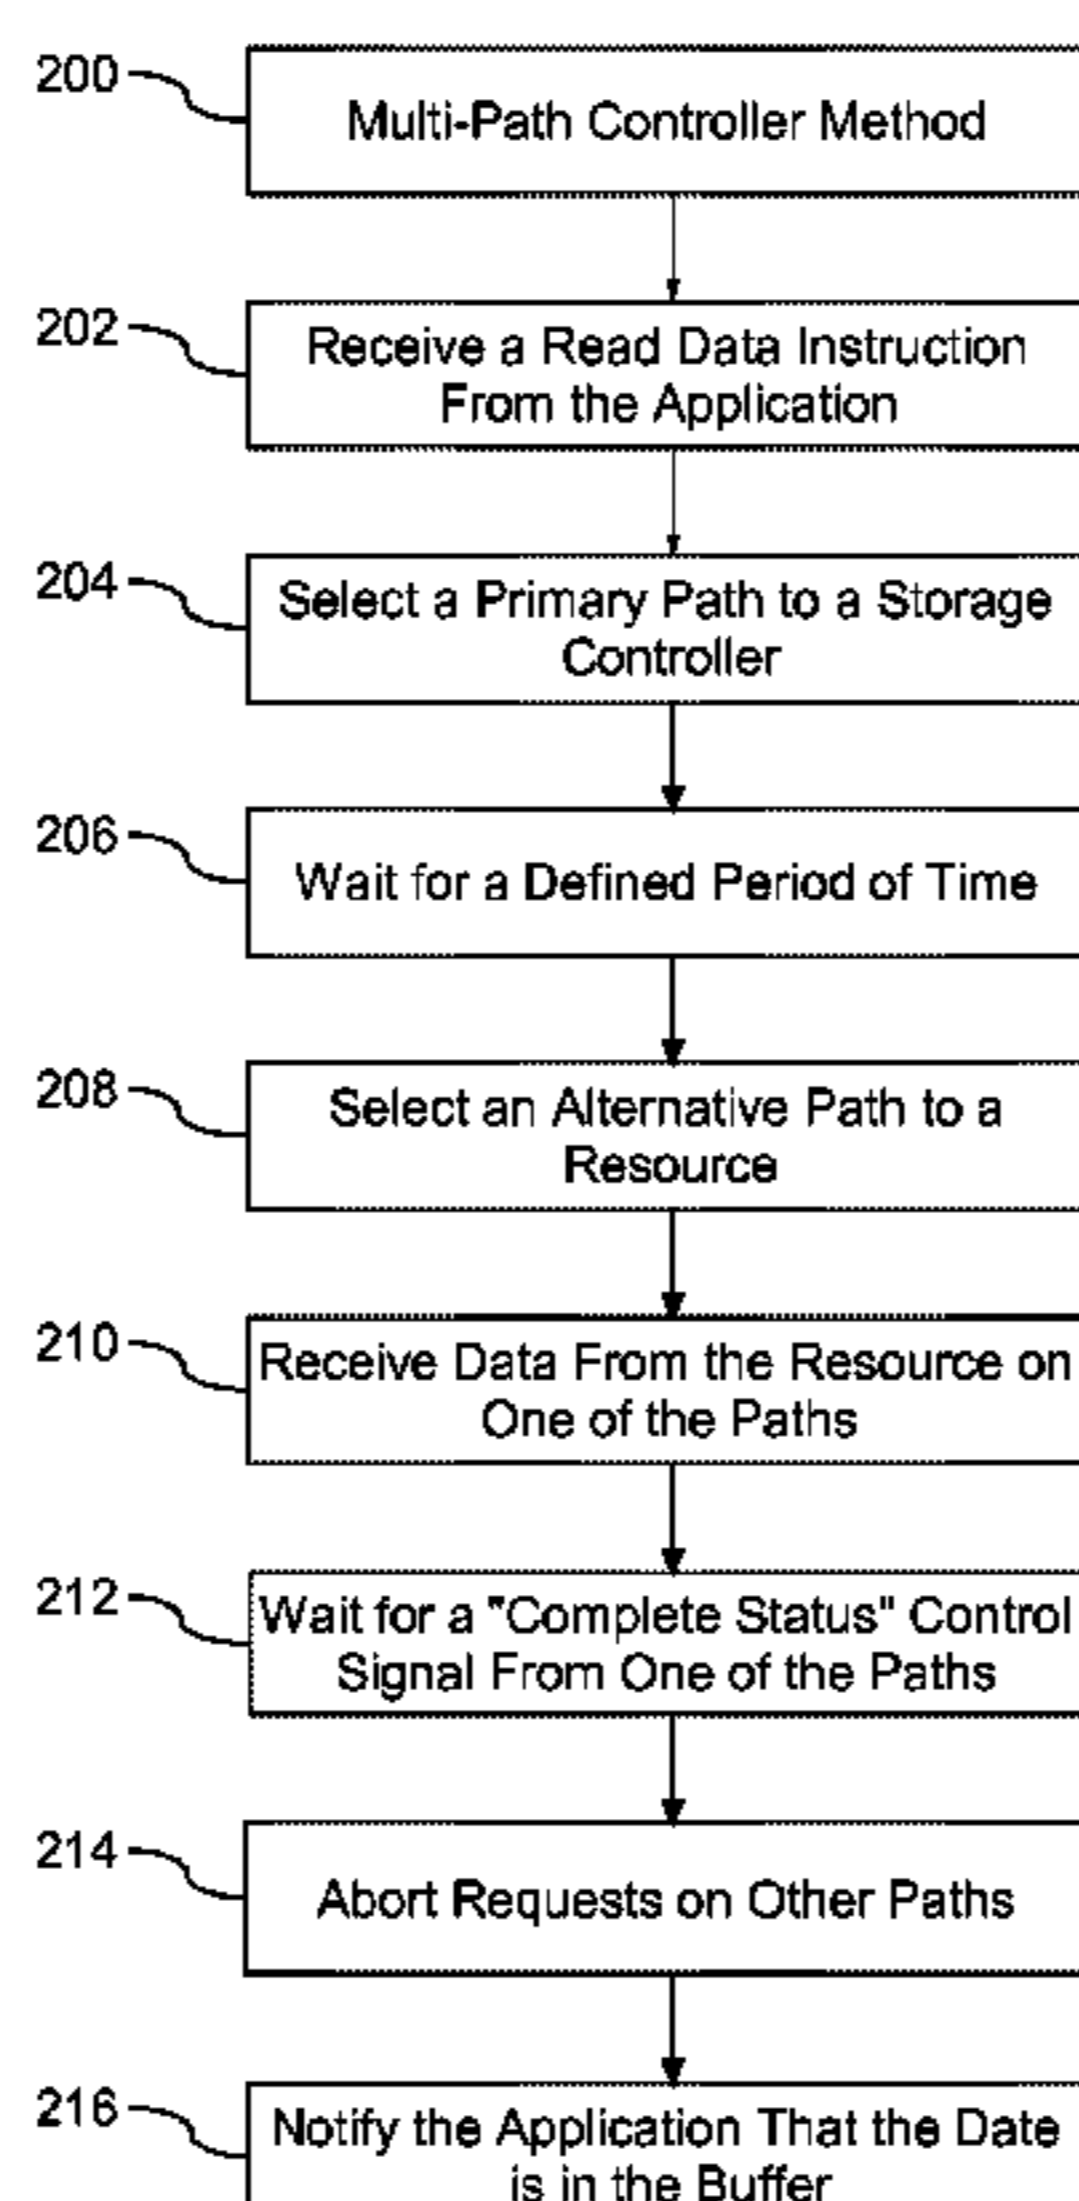 200
Multi-Path Controller Method
202
Receive a Read Data Instruction
From the Application
204
Select a Primary Path to a Storage
Controller
206
Wait for a Defined Period of Time
208
Select an Alternative Path to a
Resource
210
Receive Data From the Resource on
One of the Paths
212
Wait for a "Complete Status" Control
Signal From One of the Paths
214
Abort Requests on Other Paths
216
Notify the Application That the Date
is in the Buffer